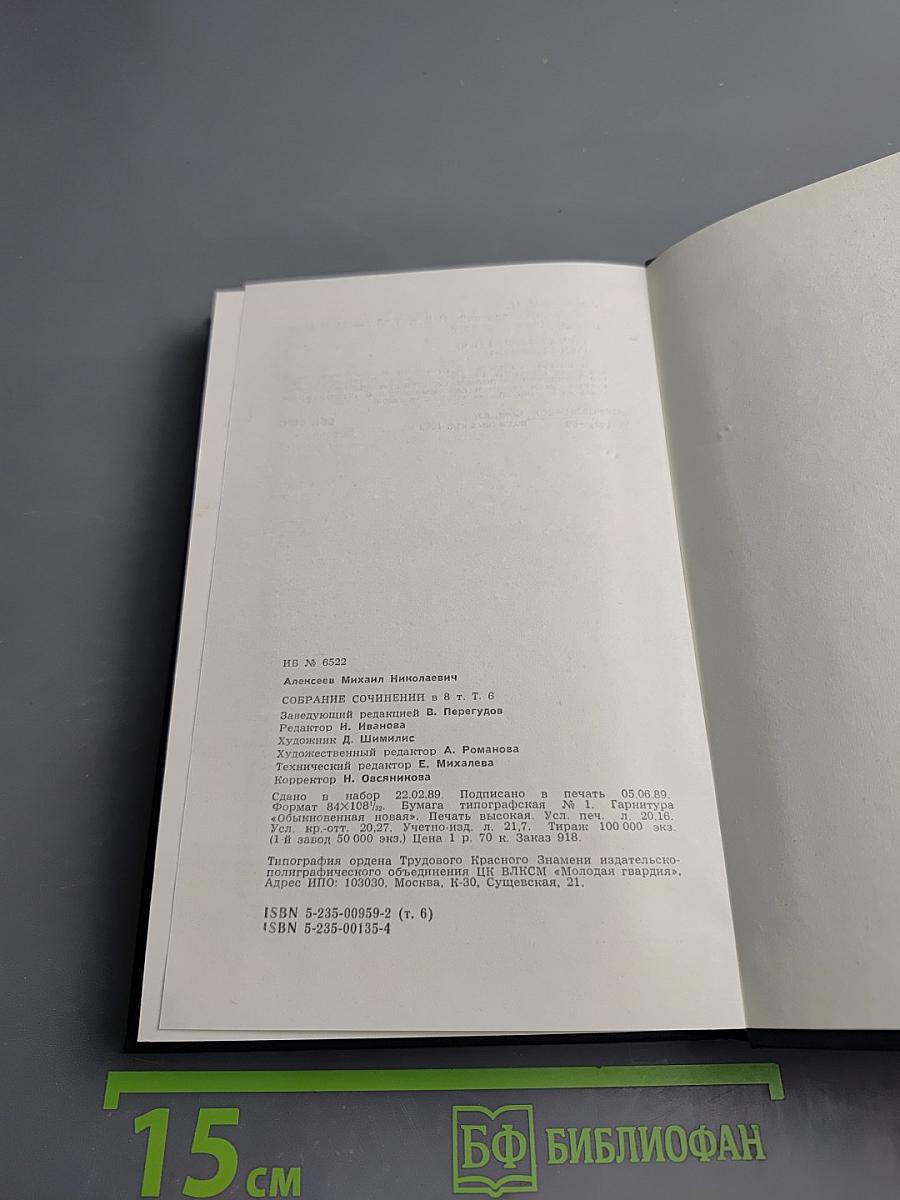 ИБ № 6522
Алексеев Михаил Николаевич
СОБРАНИЕ СОЧИНЕНИЙ в 8 т. Т. 6
Заведующий редакцией В. Перегудов
Редактор И. Иванова
Художник Д. Шимилис
Художественный редактор А. Романова
Технический редактор Е. Михалева
Корректор Н. Овсяникова
Сдано в набор 22.02.89. Подписано в печать 05.06.89.
Формат 84×108¹/₃₂. Бумага типографская № 1. Гарнитура
«Обыкновенная новая». Печать высокая. Усл. печ. л. 20,16.
Усл. кр.-отт. 20,27. Учетно-изд. л. 21,7. Тираж 100 000 экз.
(1-й завод 50 000 экз.) Цена 1 р. 70 к. Заказ 918.
Типография ордена Трудового Красного Знамени издательско-
полиграфического объединения ЦК ВЛКСМ «Молодая гвардия».
Адрес ИПО: 103030, Москва, К-30, Сущевская, 21.
ISBN 5-235-00959-2 (т. 6)
ISBN 5-235-00135-4
15 см
БФ БИБЛИОФАН